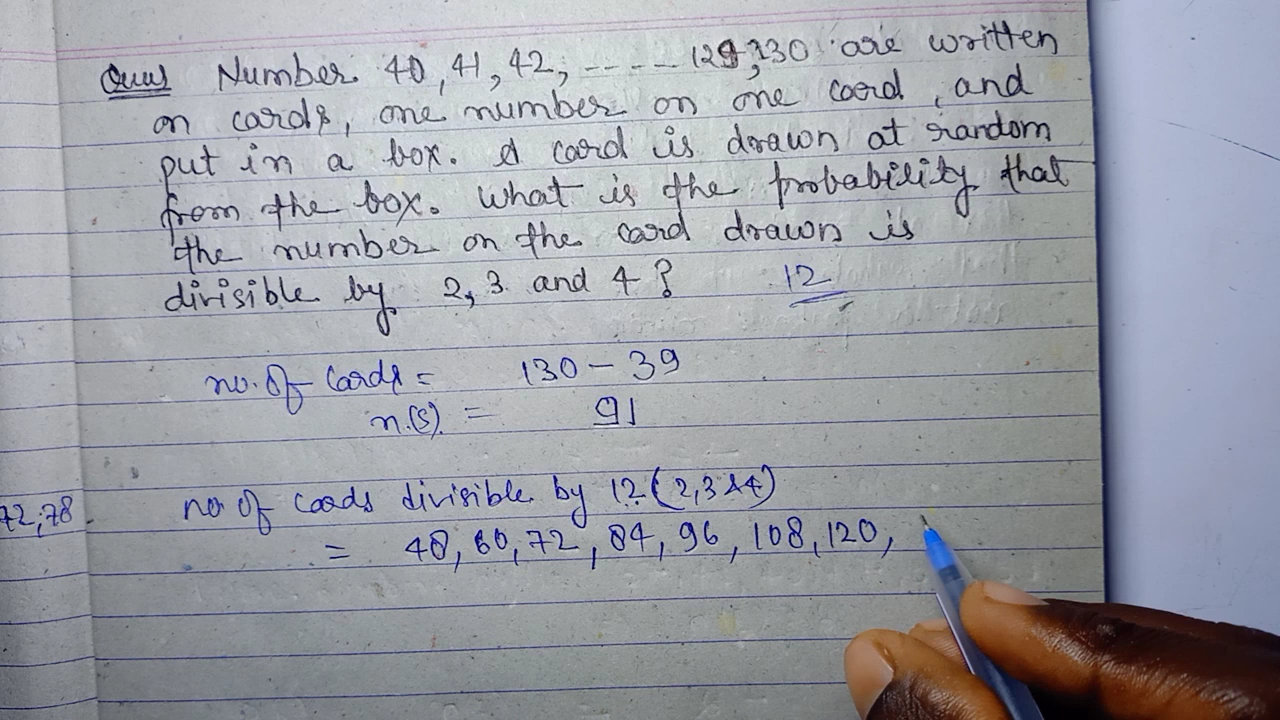 Ques Number 40, 41, 42, ---- 129, 130 are written
on cards, one number on one card, and
put in a box. A card is drawn at random
from the box. What is the probability that
the number on the card drawn is
divisible by 2, 3 and 4 ? 12
no. of Cards = 130 - 39
n.(s) = 91
72, 78
no of cards divisible by 12 (2, 3 & 4)
= 48, 60, 72, 84, 96, 108, 120,